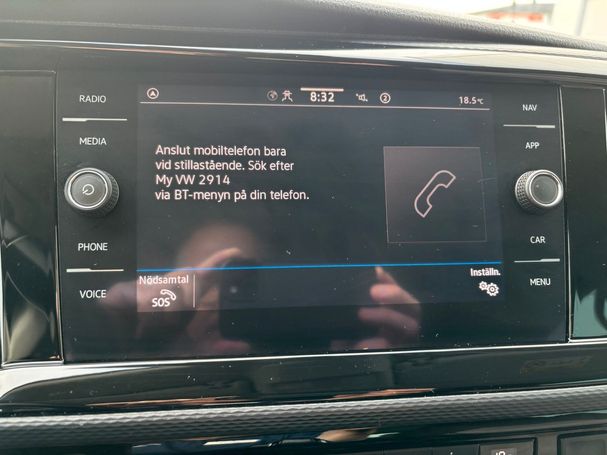 RADIO
MEDIA
PHONE
VOICE
8:32
2
18.5°C
Anslut mobiltelefon bara
vid stillastående. Sök efter
My VW 2914
via BT-menyn på din telefon.
Nödsamtal
SOS
Inställn.
NAV
APP
CAR
MENU